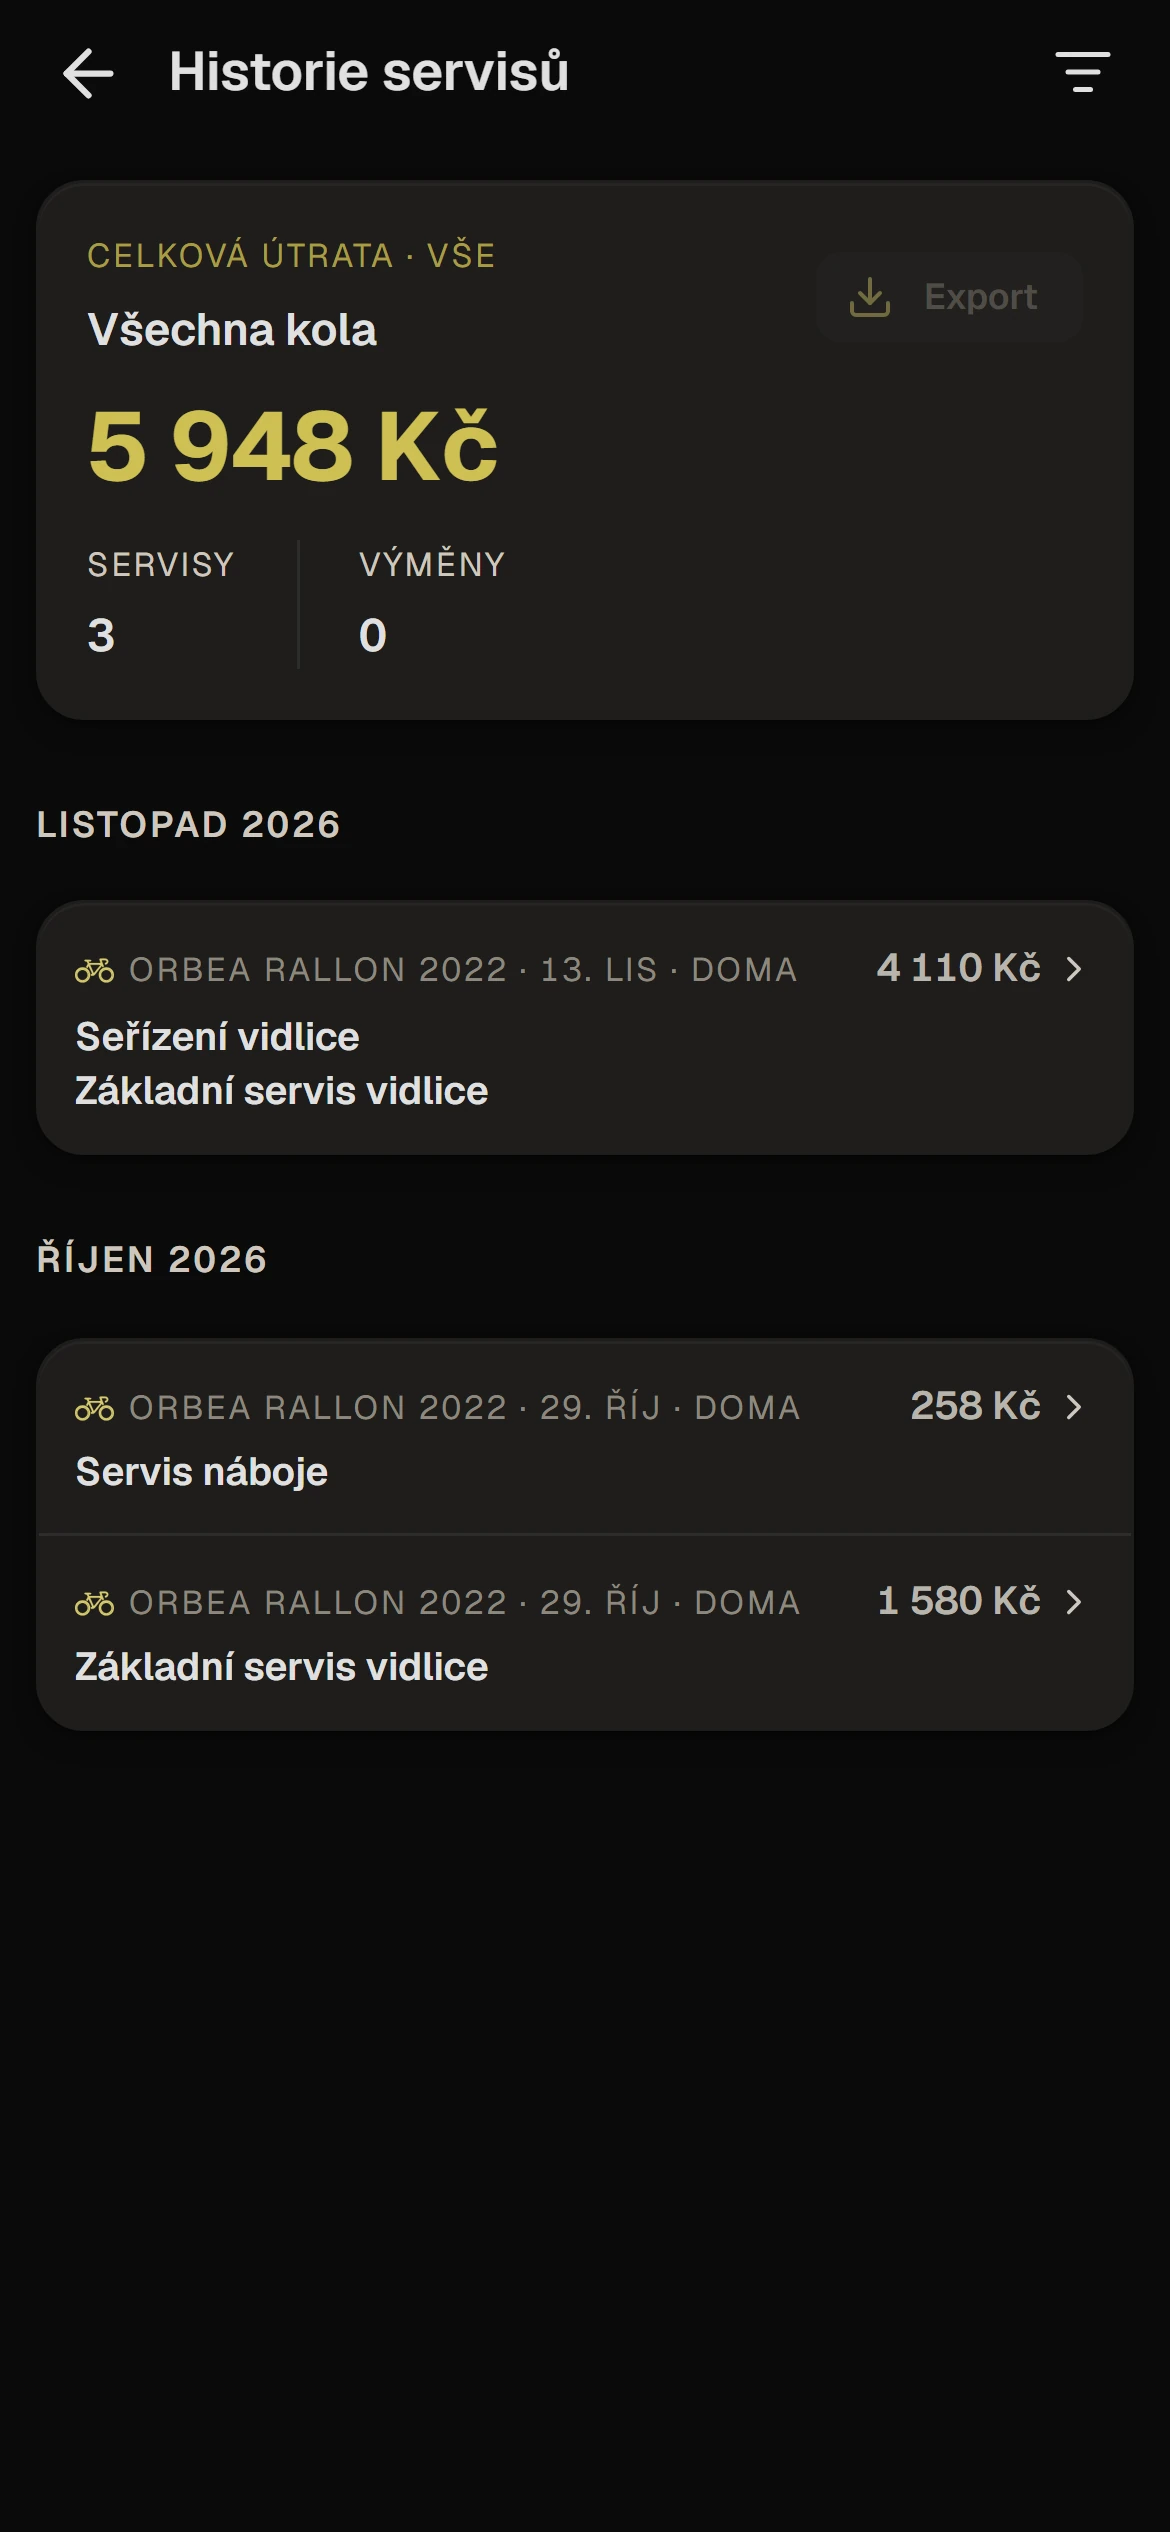 Historie servisů
CELKOVÁ ÚTRATA · VŠE
Export
Všechna kola
5 948 Kč
SERVISY
VÝMĚNY
3
0
LISTOPAD 2026
ORBEA RALLON 2022 · 13. LIS · DOMA
4 110 Kč
Seřízení vidlice
Základní servis vidlice
ŘÍJEN 2026
ORBEA RALLON 2022 · 29. ŘÍJ · DOMA
258 Kč
Servis náboje
ORBEA RALLON 2022 · 29. ŘÍJ · DOMA
1 580 Kč
Základní servis vidlice